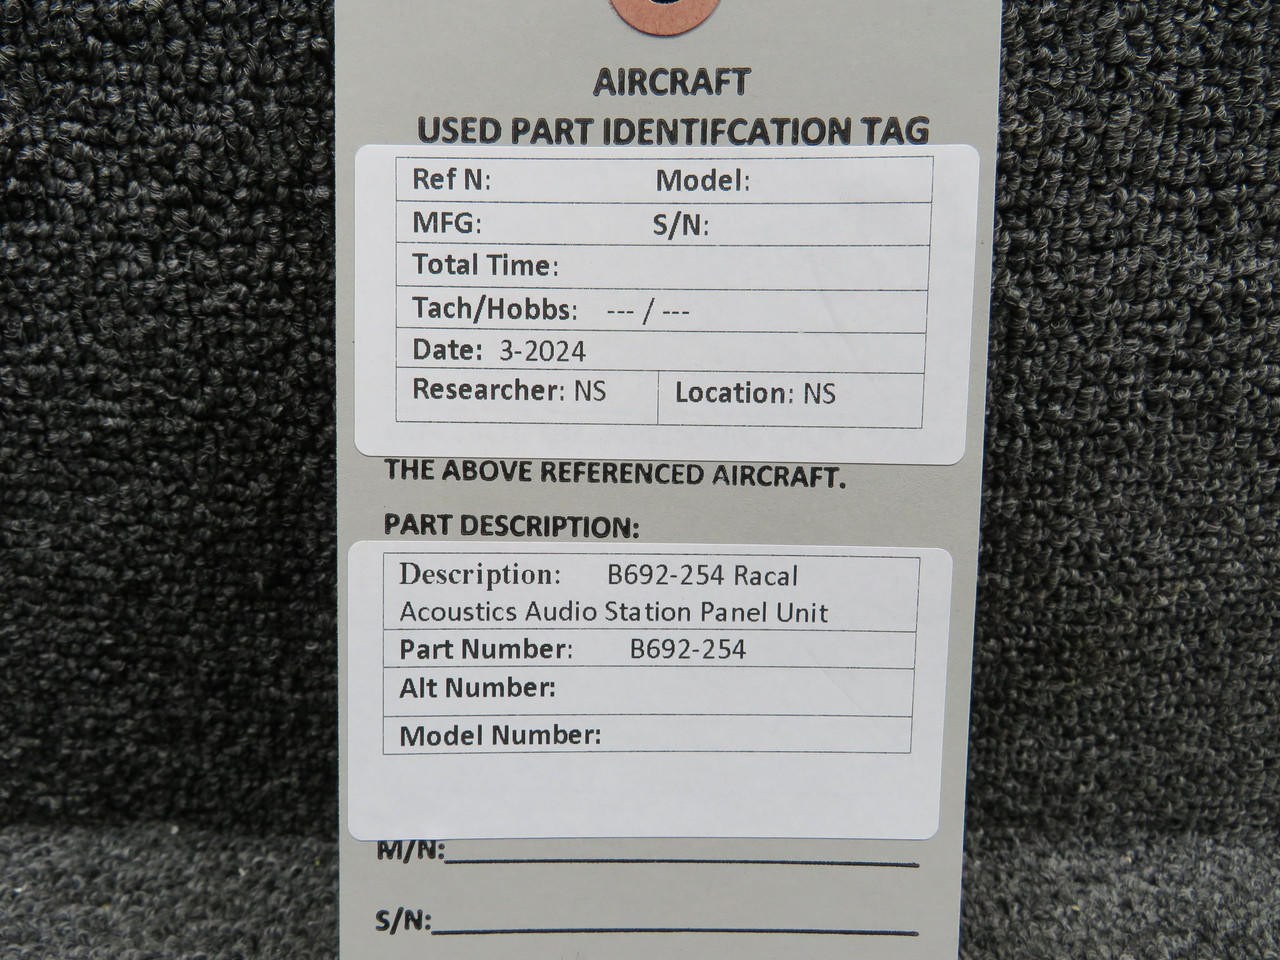 AIRCRAFT
USED PART IDENTIFCATION TAG
Ref N: Model:
MFG: S/N:
Total Time:
Tach/Hobbs: --- / ---
Date: 3-2024
Researcher: NS Location: NS
THE ABOVE REFERENCED AIRCRAFT.
PART DESCRIPTION:
Description: B692-254 Racal
Acoustics Audio Station Panel Unit
Part Number: B692-254
Alt Number:
Model Number:
M/N:
S/N: